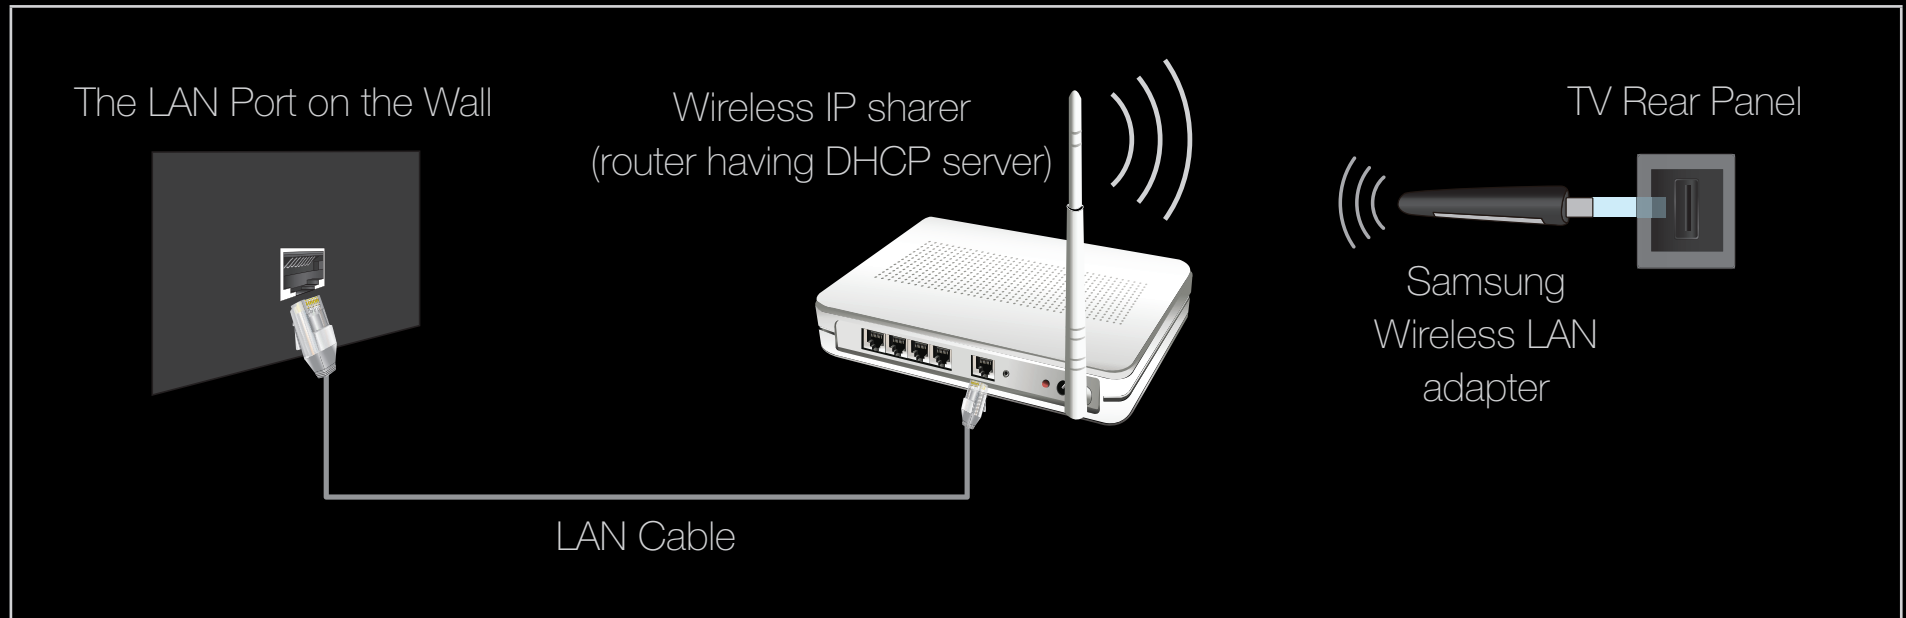 The LAN Port on the Wall
Wireless IP sharer
(router having DHCP server)
TV Rear Panel
Samsung
Wireless LAN
adapter
LAN Cable